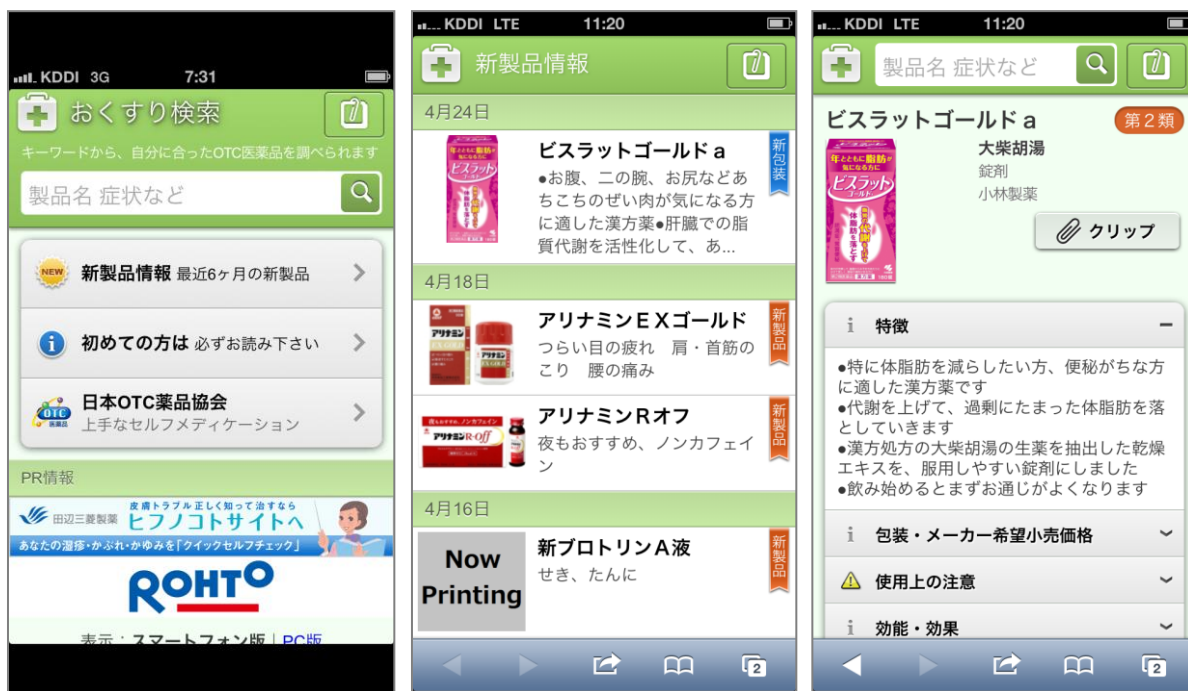 KDDI 3G 7:31
おくすり検索
キーワードから、自分に合ったOTC医薬品を調べられます
製品名 症状など
新製品情報 最近6ヶ月の新製品
初めての方は 必ずお読み下さい
日本OTC薬品協会
上手なセルフメディケーション
PR情報
田辺三菱製薬
皮膚トラブル正しく知って治すなら
ヒフノコトサイトへ
あなたの湿疹・かぶれ・かゆみを「クイックセルフチェック」
ROHTO
表示：スマートフォン版｜PC版
KDDI LTE 11:20
新製品情報
4月24日
ビスラットゴールドａ
新包装
●お腹、二の腕、お尻などあ
ちこちのぜい肉が気になる方
に適した漢方薬●肝臓での脂
質代謝を活性化して、あ...
4月18日
アリナミンＥＸゴールド
新製品
つらい目の疲れ　肩・首筋の
こり　腰の痛み
アリナミンＲオフ
新製品
夜もおすすめ、ノンカフェイ
ン
4月16日
Now
Printing
新ブロトリンＡ液
新製品
せき、たんに
2
KDDI LTE 11:20
製品名 症状など
ビスラットゴールドａ
第２類
年とともに脂肪が
気になる方に
ビスラット
ゴールド
大柴胡湯
錠剤
小林製薬
クリップ
特徴
●特に体脂肪を減らしたい方、便秘がちな方
に適した漢方薬です
●代謝を上げて、過剰にたまった体脂肪を落
としていきます
●漢方処方の大柴胡湯の生薬を抽出した乾燥
エキスを、服用しやすい錠剤にしました
●飲み始めるとまずお通じがよくなります
包装・メーカー希望小売価格
使用上の注意
効能・効果
2